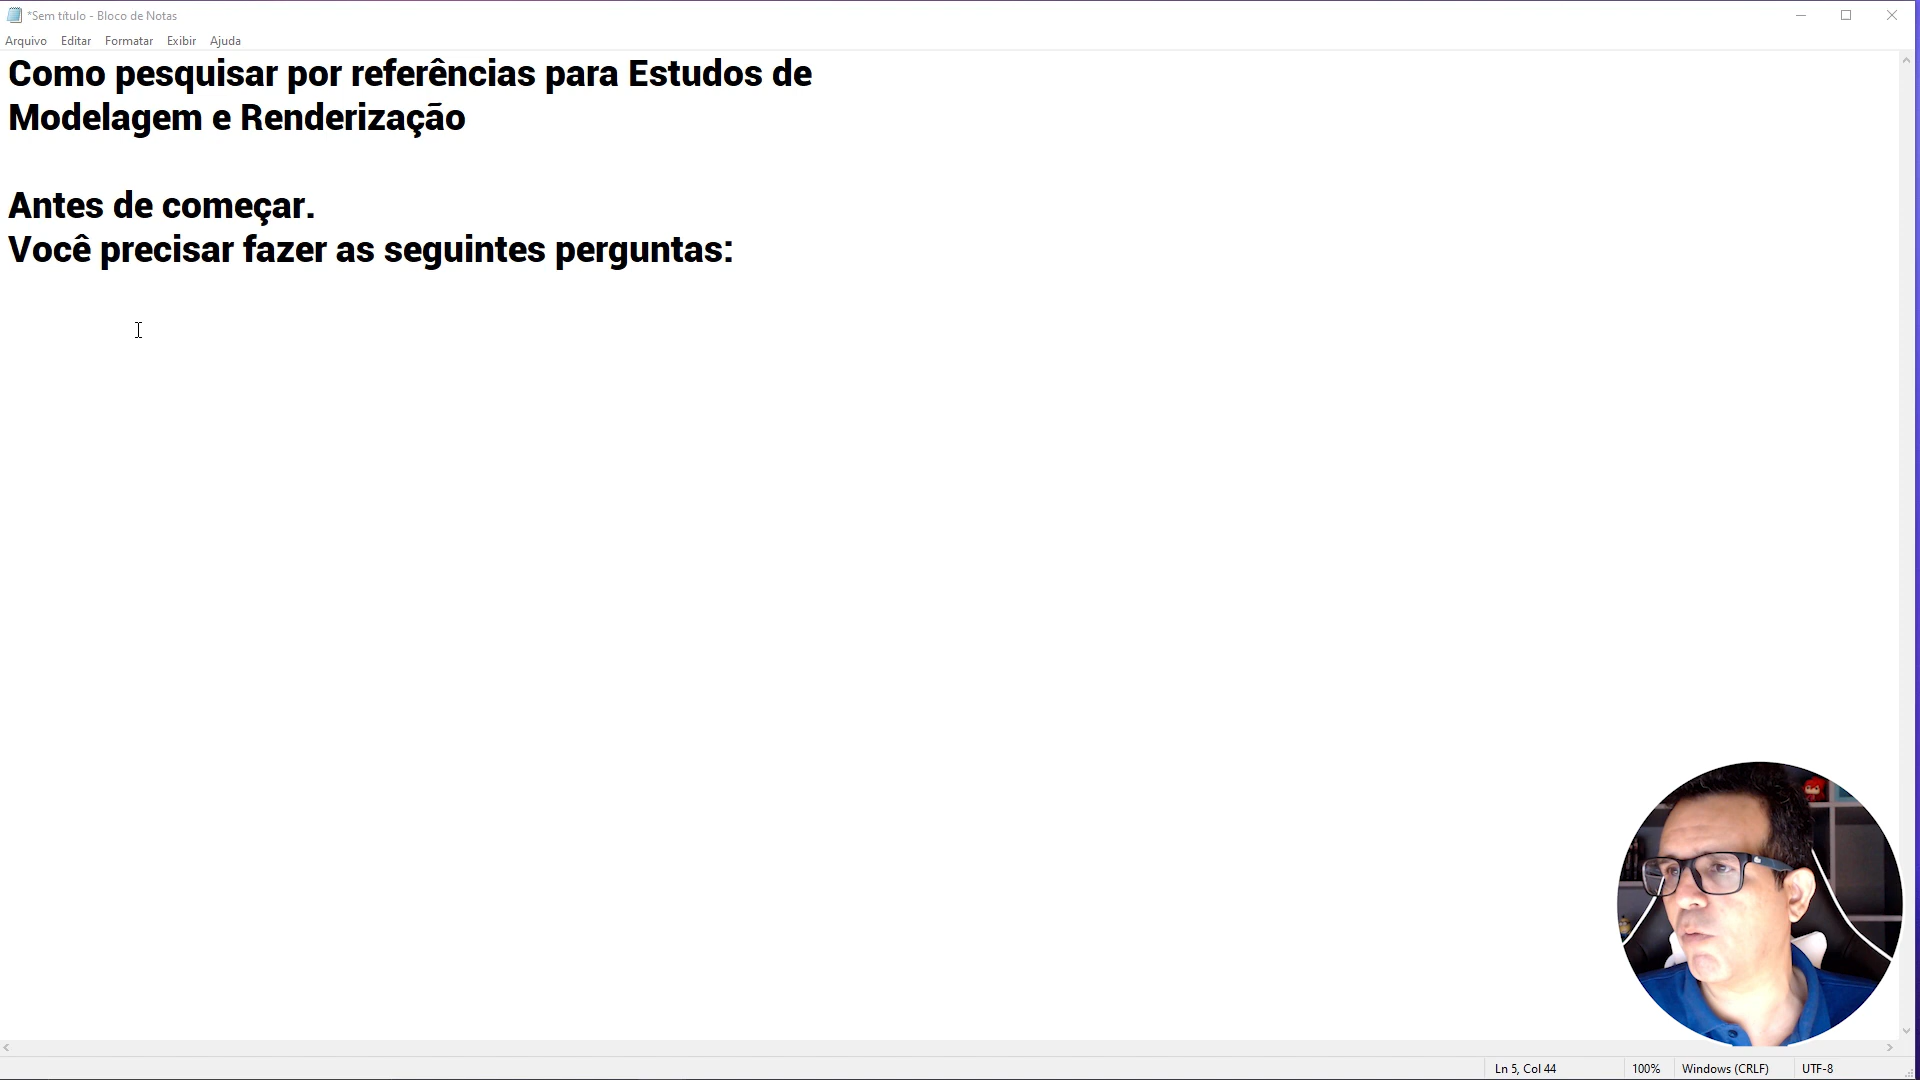 *Sem título - Bloco de Notas
Arquivo Editar Formatar Exibir Ajuda
Como pesquisar por referências para Estudos de
Modelagem e Renderização
Antes de começar.
Você precisar fazer as seguintes perguntas:
Ln 5, Col 44 100% Windows (CRLF) UTF-8